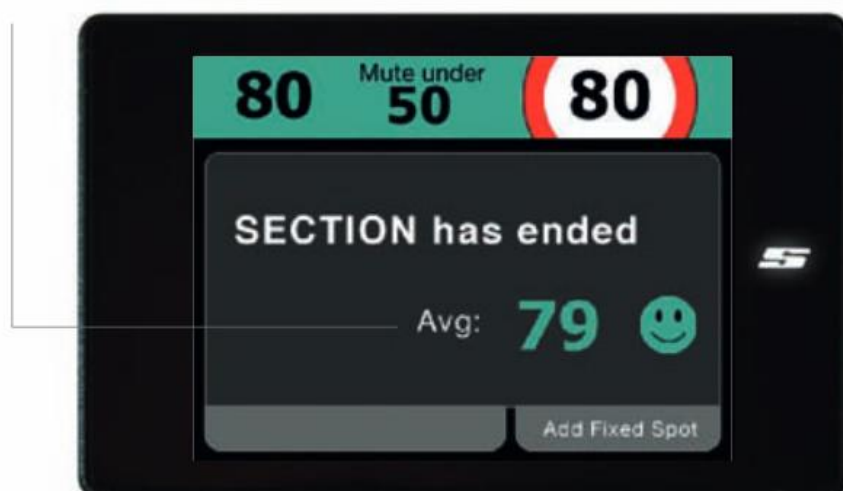 80 Mute under 50 80
SECTION has ended
Avg: 79
Add Fixed Spot